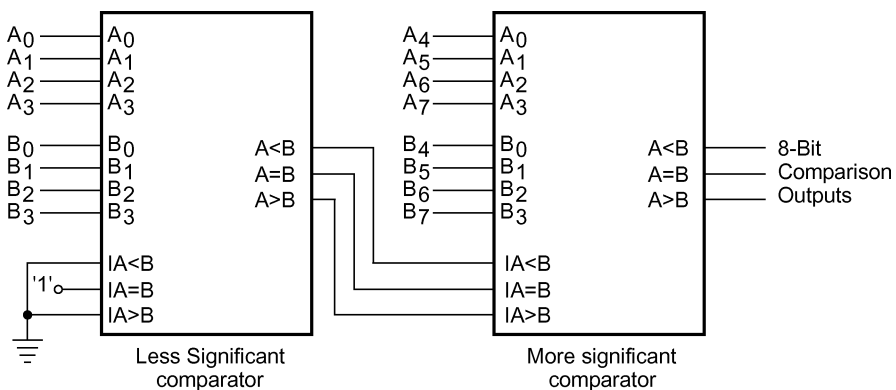 A0 A0
A1 A1
A2 A2
A3 A3
B0 B0
B1 B1
B2 B2
B3 B3
A<B
A=B
A>B
IA<B
'1' IA=B
IA>B
Less Significant
comparator
A4 A0
A5 A1
A6 A2
A7 A3
B4 B0
B5 B1
B6 B2
B7 B3
A<B
A=B
A>B
8-Bit
Comparison
Outputs
IA<B
IA=B
IA>B
More significant
comparator